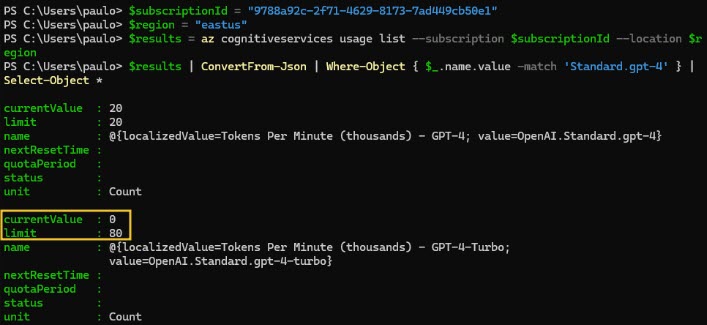 PS C:\Users\paulo> $subscriptionId = "9788a92c-2f71-4629-8173-7ad449cb50e1"
PS C:\Users\paulo> $region = "eastus"
PS C:\Users\paulo> $results = az cognitiveservices usage list --subscription $subscriptionId --location $r
egion
PS C:\Users\paulo> $results | ConvertFrom-Json | Where-Object { $_.name.value -match 'Standard.gpt-4' } |
Select-Object *
currentValue : 20
limit : 20
name : @{localizedValue=Tokens Per Minute (thousands) - GPT-4; value=OpenAI.Standard.gpt-4}
nextResetTime :
quotaPeriod :
status :
unit : Count
currentValue : 0
limit : 80
name : @{localizedValue=Tokens Per Minute (thousands) - GPT-4-Turbo;
value=OpenAI.Standard.gpt-4-turbo}
nextResetTime :
quotaPeriod :
status :
unit : Count